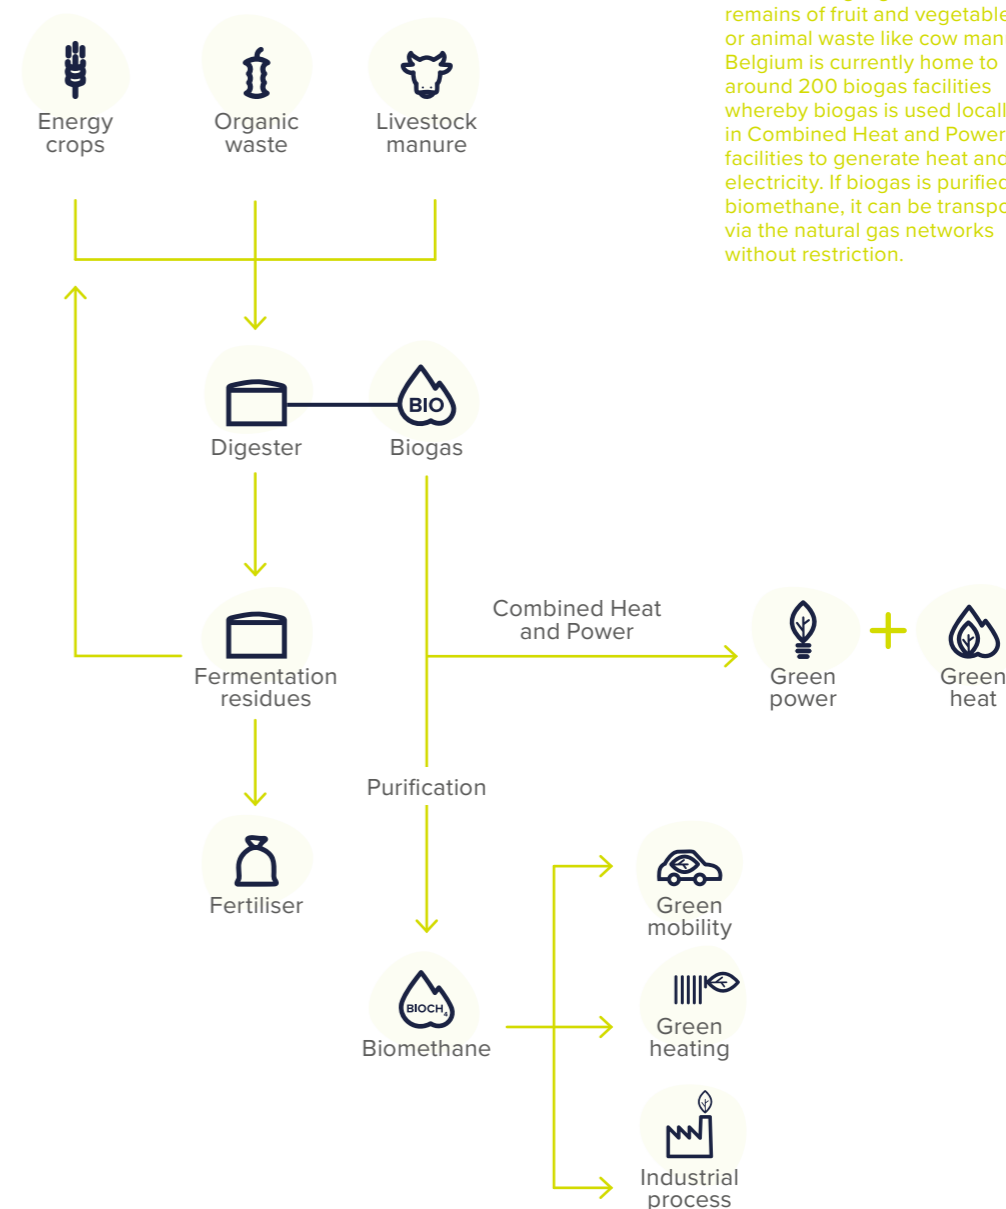 remains of fruit and vegetable
or animal waste like cow man
Belgium is currently home to
around 200 biogas facilities
whereby biogas is used locall
in Combined Heat and Power
facilities to generate heat and
electricity. If biogas is purified
biomethane, it can be transpo
via the natural gas networks
without restriction.
Energy
crops
Organic
waste
Livestock
manure
Digester
BIO
Biogas
Combined Heat
and Power
Fermentation
residues
Green
power
Green
heat
Purification
Fertiliser
Green
mobility
BIOCH4
Biomethane
Green
heating
Industrial
process